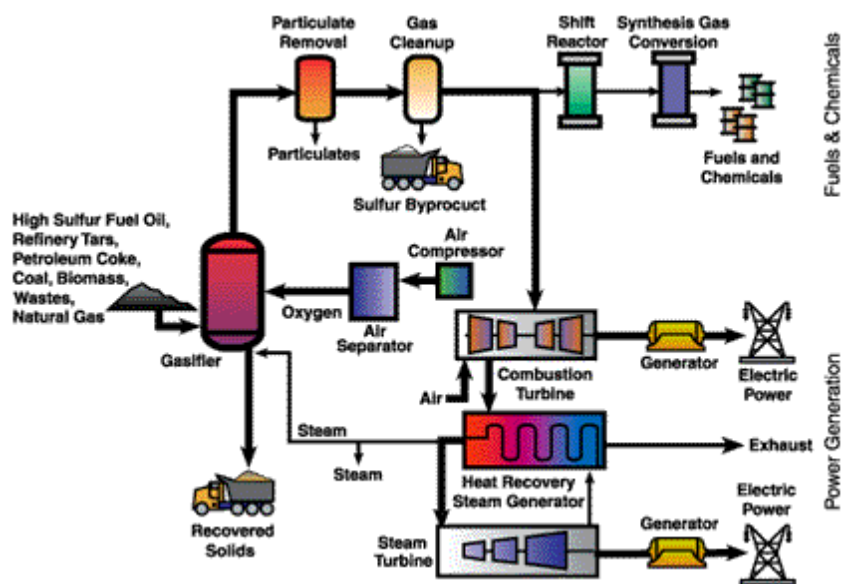 Particulate
Removal
Gas
Cleanup
Shift
Reactor
Synthesis Gas
Conversion
Fuels & Chemicals
Particulates
Sulfur Byprocuct
Fuels and
Chemicals
High Sulfur Fuel Oil,
Refinery Tars,
Petroleum Coke,
Coal, Biomass,
Wastes,
Natural Gas
Air
Compressor
Oxygen
Air
Separator
Gasifier
Combustion
Turbine
Air
Generator
Electric
Power
Power Generation
Steam
Steam
Heat Recovery
Steam Generator
Exhaust
Recovered
Solids
Steam
Turbine
Generator
Electric
Power